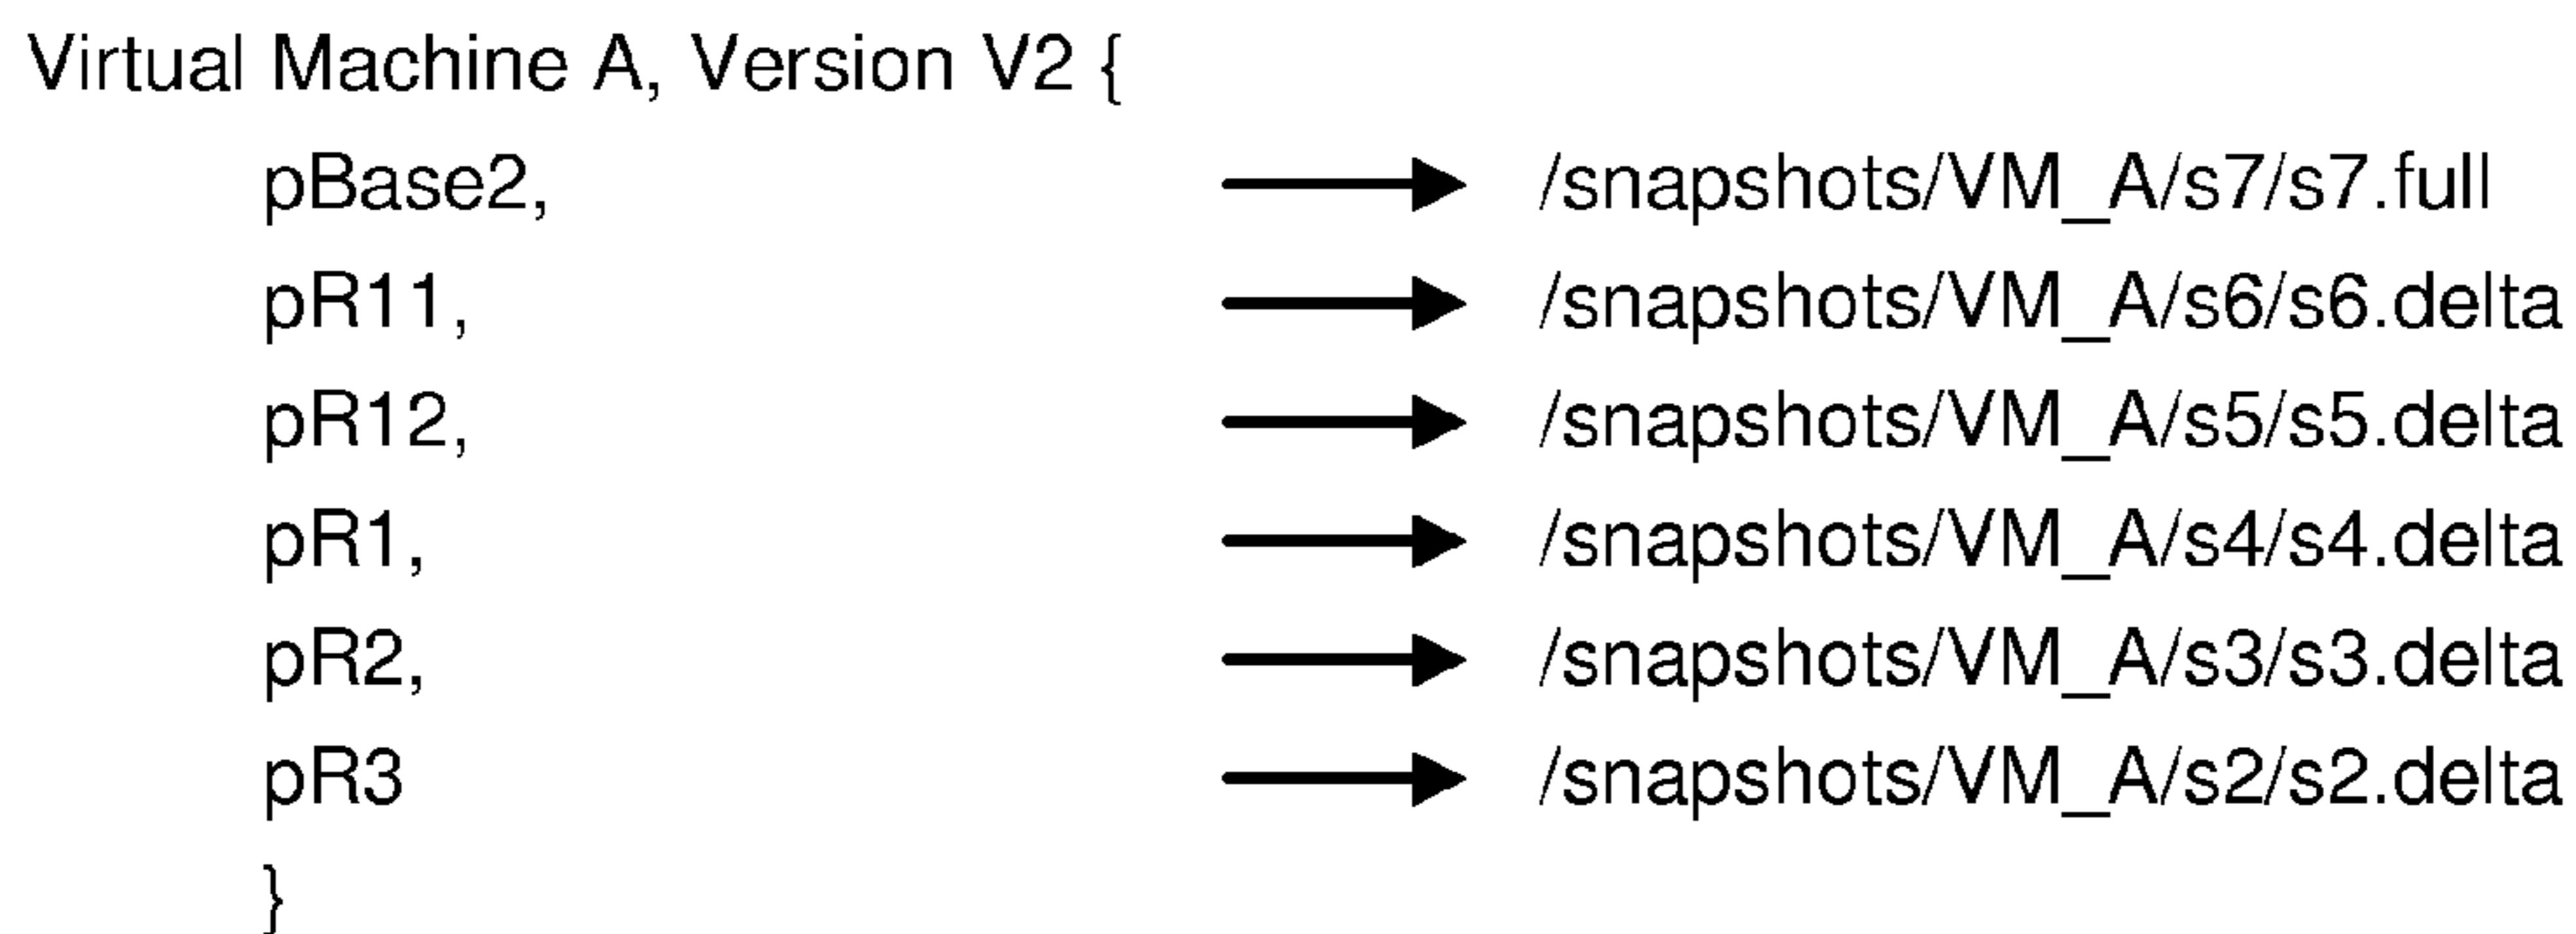 Virtual Machine A, Version V2 {
pBase2, /snapshots/VM_A/s7/s7.full
pR11, /snapshots/VM_A/s6/s6.delta
pR12, /snapshots/VM_A/s5/s5.delta
pR1, /snapshots/VM_A/s4/s4.delta
pR2, /snapshots/VM_A/s3/s3.delta
pR3 /snapshots/VM_A/s2/s2.delta
}